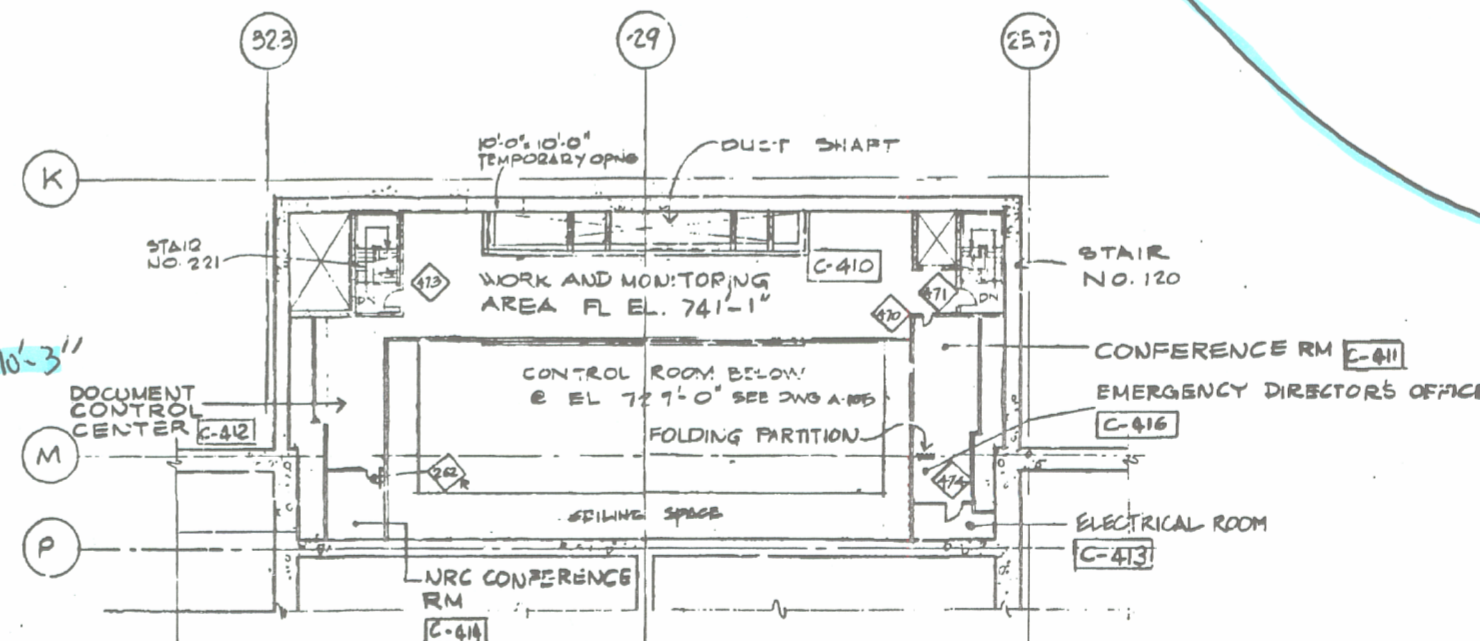 32.3
29
25.7
K
10'-0" x 10'-0"
TEMPORARY OPNG
DUCT SHAFT
STAIR
NO. 221
C-410
473
WORK AND MONITORING
AREA FL EL. 741'-1"
471
470
DN
DN
STAIR
NO. 120
10'-3"
CONFERENCE RM C-411
CONTROL ROOM BELOW
@ EL 729'-0" SEE DWG A-105
DOCUMENT
CONTROL
CENTER C-412
EMERGENCY DIRECTOR'S OFFICE
C-416
FOLDING PARTITION
M
262
R
474
CEILING SPACE
ELECTRICAL ROOM
C-413
P
NRC CONFERENCE
RM
C-414